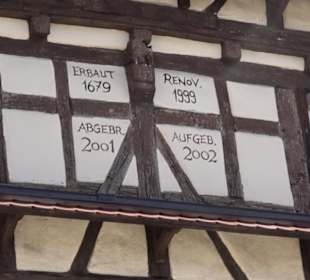 ERBAUT
1679
RENOV.
1999
ABGEBR.
2001
AUFGEB.
2002